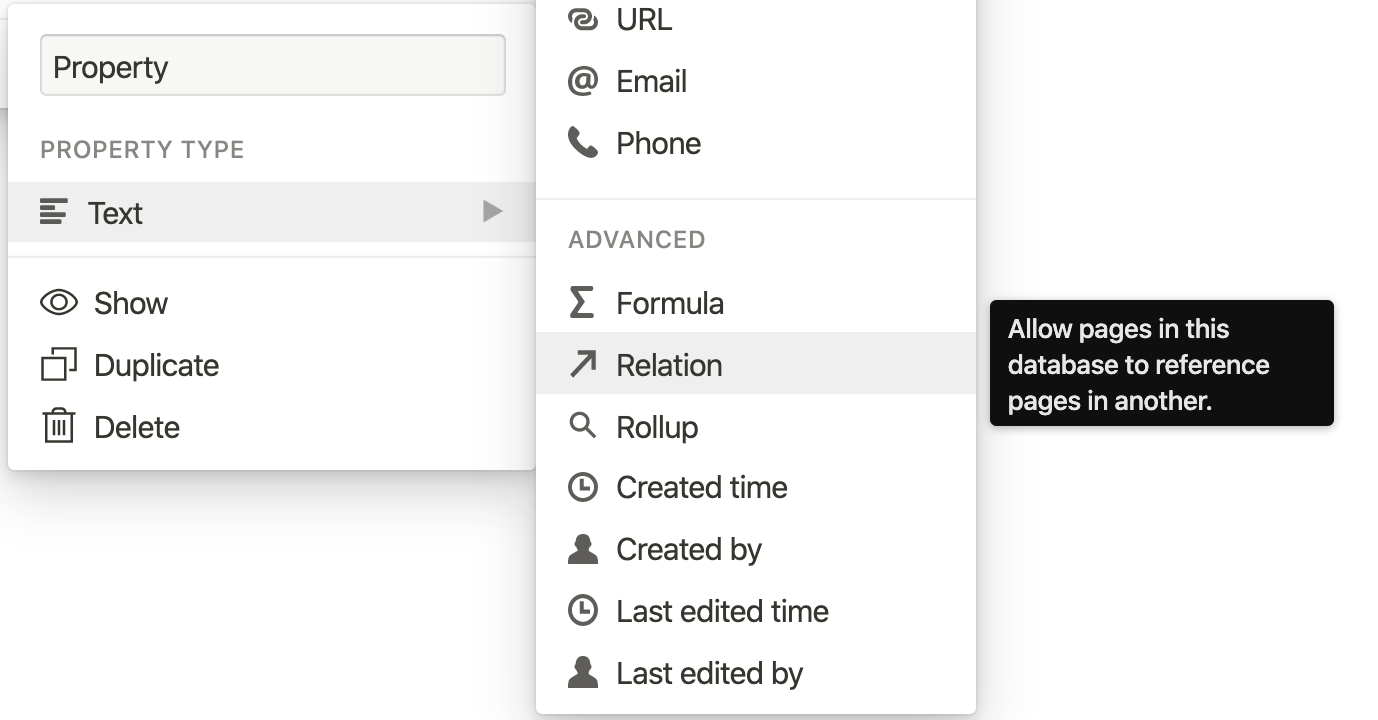 Property
PROPERTY TYPE
Text
Show
Duplicate
Delete
URL
Email
Phone
ADVANCED
Formula
Relation
Rollup
Created time
Created by
Last edited time
Last edited by
Allow pages in this
database to reference
pages in another.